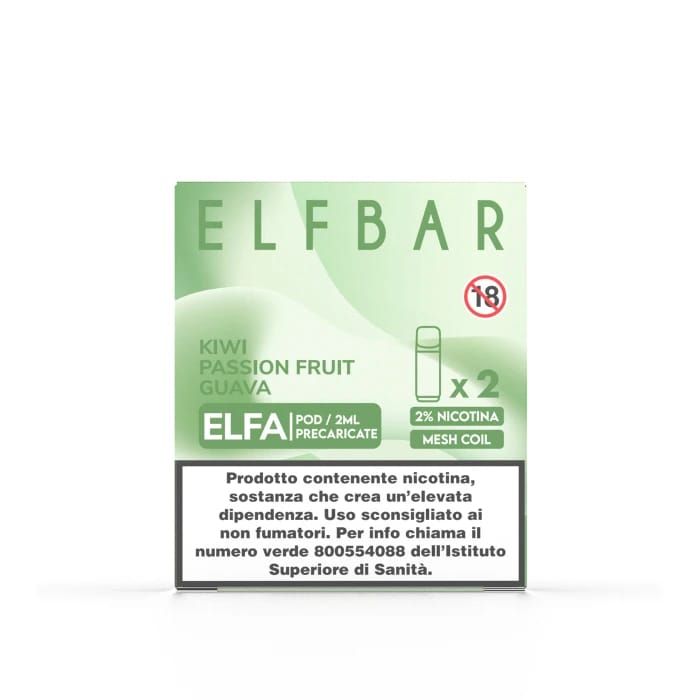 ELFBAR
18
KIWI
PASSION FRUIT
GUAVA
x 2
ELFA
POD / 2ML
PRECARICATE
2% NICOTINA
MESH COIL
Prodotto contenente nicotina,
sostanza che crea un'elevata
dipendenza. Uso sconsigliato ai
non fumatori. Per info chiama il
numero verde 800554088 dell'Istituto
Superiore di Sanità.